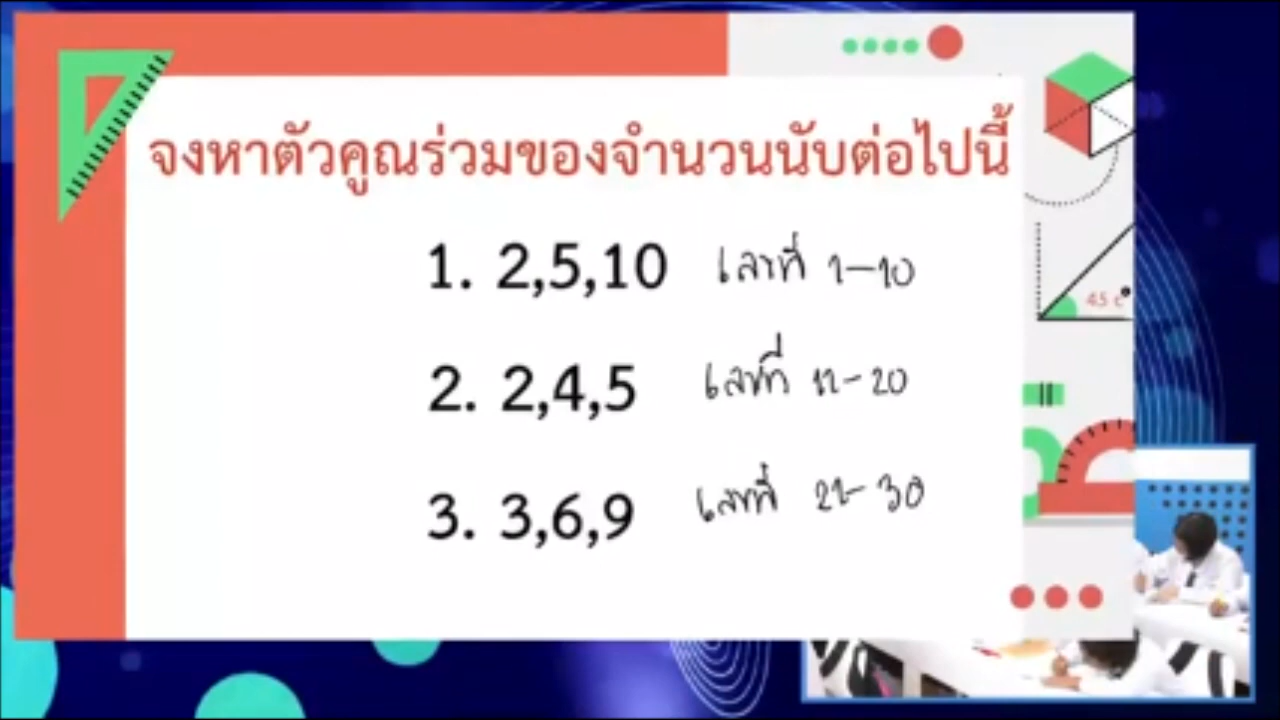 จงหาตัวคูณร่วมของจำนวนนับต่อไปนี้
1. 2,5,10 เลขที่ 1-10
2. 2,4,5 เลขที่ 11-20
3. 3,6,9 เลขที่ 21-30
45